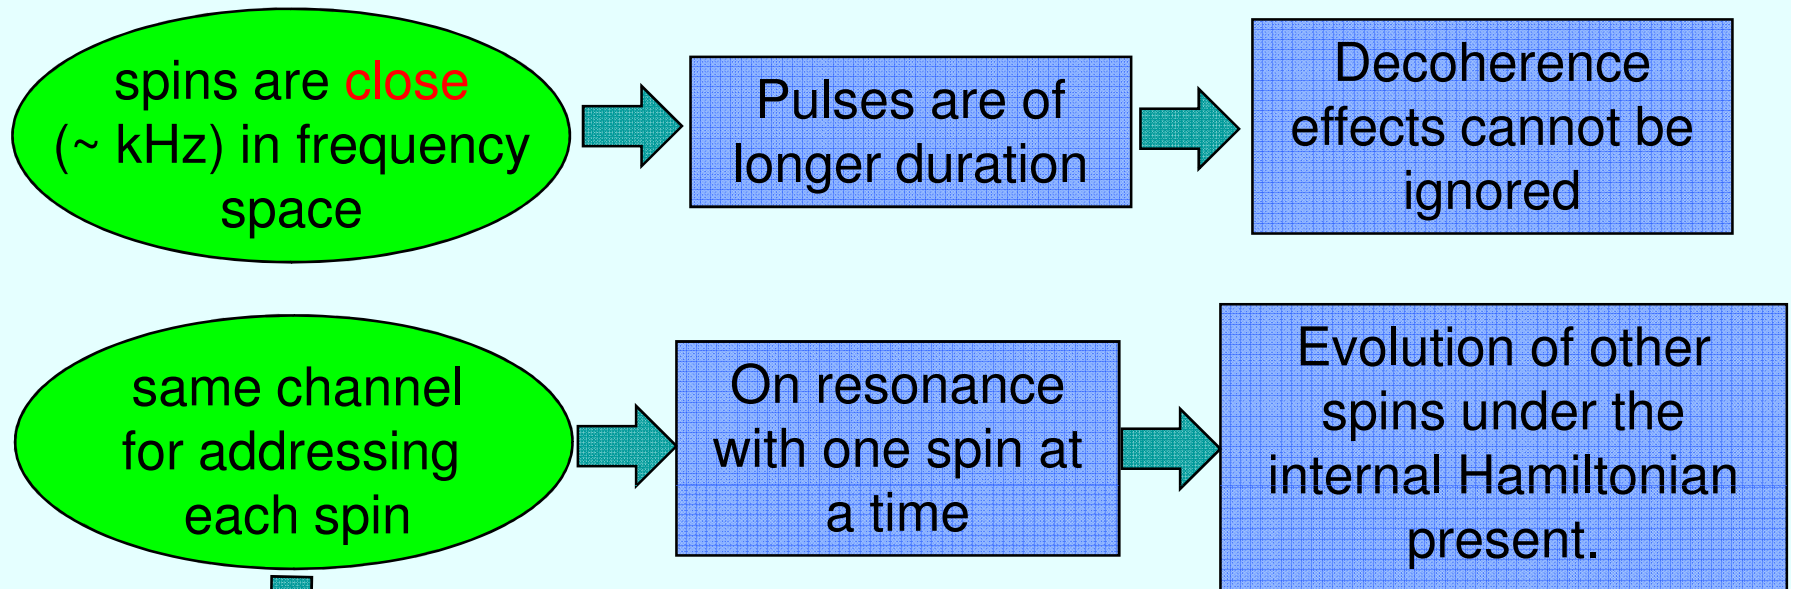 spins are close
(~ kHz) in frequency
space
Pulses are of
longer duration
Decoherence
effects cannot be
ignored
same channel
for addressing
each spin
On resonance
with one spin at
a time
Evolution of other
spins under the
internal Hamiltonian
present.